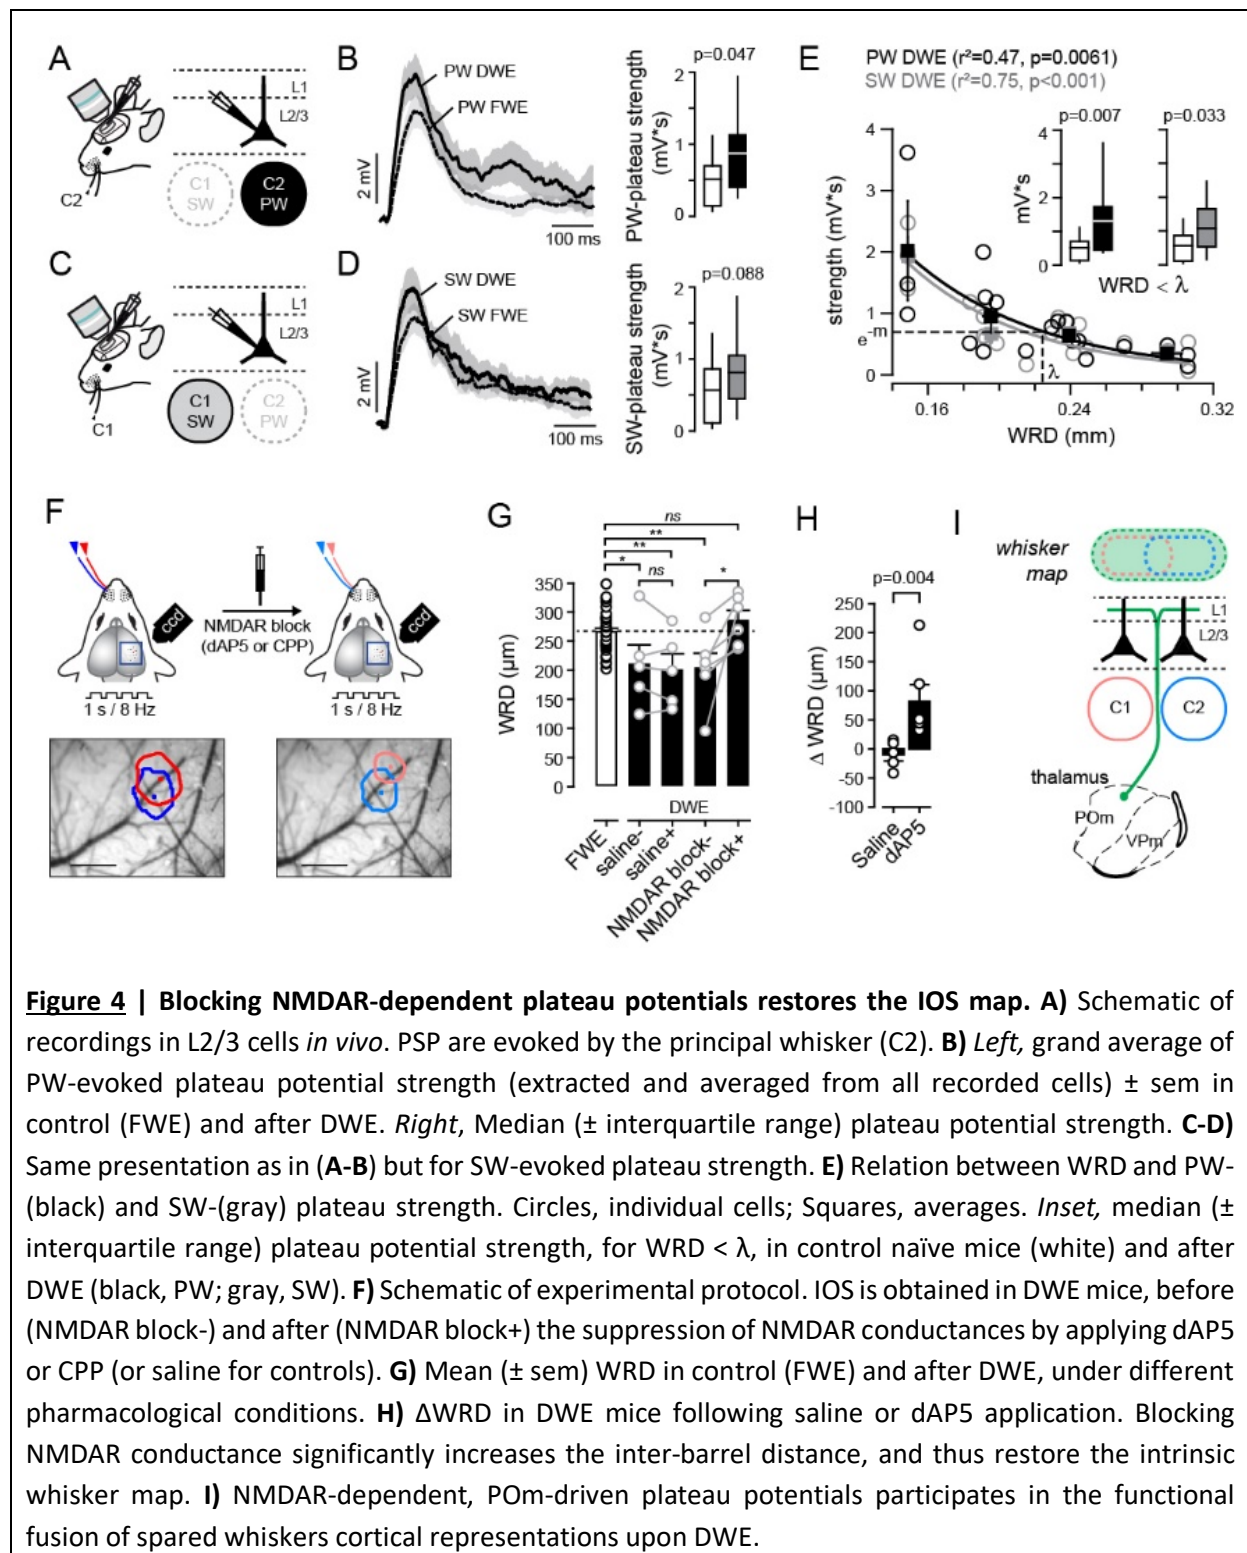 A
L1
L2/3
C2
C1
SW
C2
PW
B
PW DWE
PW FWE
2 mV
100 ms
p=0.047
PW-plateau strength
(mV*s)
2
1
0
C
L1
L2/3
C1
C1
SW
C2
PW
D
SW DWE
SW FWE
2 mV
100 ms
p=0.088
SW-plateau strength
(mV*s)
2
1
0
E
PW DWE (r²=0.47, p=0.0061)
SW DWE (r²=0.75, p<0.001)
p=0.007
p=0.033
4
2
0
mV*s
WRD < λ
strength (mV*s)
4
3
2
1
e-m
0
λ
0.16
0.24
0.32
WRD (mm)
F
ccd
NMDAR block
(dAP5 or CPP)
ccd
1 s / 8 Hz
1 s / 8 Hz
G
ns
**
**
*
ns
*
WRD (µm)
350
300
250
200
150
100
50
0
DWE
FWE
saline-
saline+
NMDAR block-
NMDAR block+
H
p=0.004
Δ WRD (µm)
250
200
150
100
50
0
-50
-100
Saline
dAP5
I
whisker
map
L1
L2/3
C1
C2
thalamus
POm
VPm
Figure 4 | Blocking NMDAR-dependent plateau potentials restores the IOS map. A) Schematic of
recordings in L2/3 cells in vivo. PSP are evoked by the principal whisker (C2). B) Left, grand average of
PW-evoked plateau potential strength (extracted and averaged from all recorded cells) ± sem in
control (FWE) and after DWE. Right, Median (± interquartile range) plateau potential strength. C-D)
Same presentation as in (A-B) but for SW-evoked plateau strength. E) Relation between WRD and PW-
(black) and SW-(gray) plateau strength. Circles, individual cells; Squares, averages. Inset, median (±
interquartile range) plateau potential strength, for WRD < λ, in control naïve mice (white) and after
DWE (black, PW; gray, SW). F) Schematic of experimental protocol. IOS is obtained in DWE mice, before
(NMDAR block-) and after (NMDAR block+) the suppression of NMDAR conductances by applying dAP5
or CPP (or saline for controls). G) Mean (± sem) WRD in control (FWE) and after DWE, under different
pharmacological conditions. H) ΔWRD in DWE mice following saline or dAP5 application. Blocking
NMDAR conductance significantly increases the inter-barrel distance, and thus restore the intrinsic
whisker map. I) NMDAR-dependent, POm-driven plateau potentials participates in the functional
fusion of spared whiskers cortical representations upon DWE.